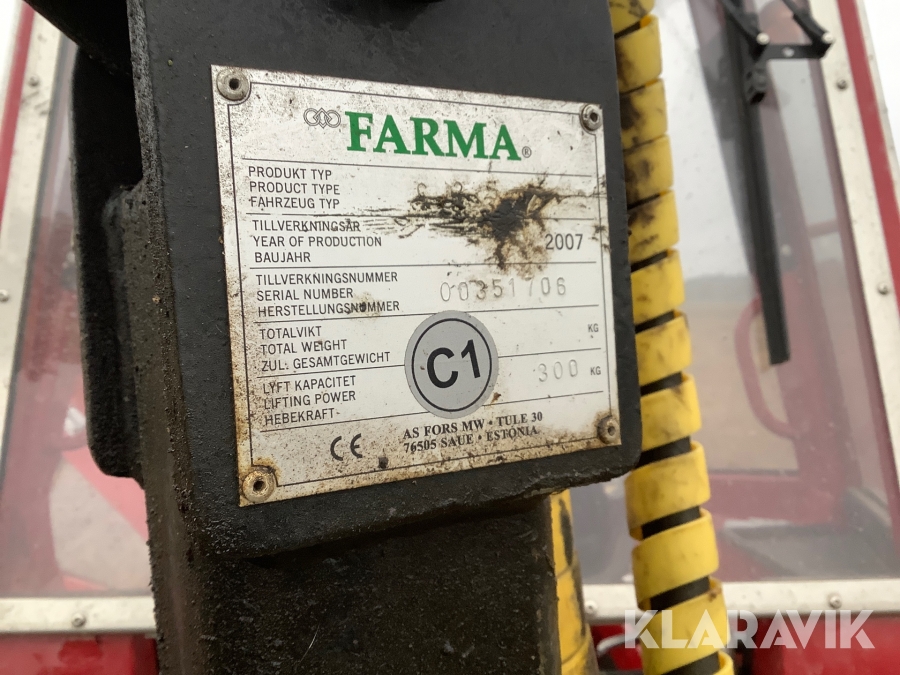 FARMA®
PRODUKT TYP
PRODUCT TYPE
FAHRZEUG TYP
TILLVERKNINGSÅR
YEAR OF PRODUCTION
BAUJAHR
2007
TILLVERKNINGSNUMMER
SERIAL NUMBER
HERSTELLUNGSNUMMER
00351706
TOTALVIKT
TOTAL WEIGHT
ZUL. GESAMTGEWICHT
KG
C1
LYFT KAPACITET
LIFTING POWER
HEBEKRAFT
300 KG
CE
AS FORS MW • TULE 30
76505 SAUE • ESTONIA.
KLARAVIK